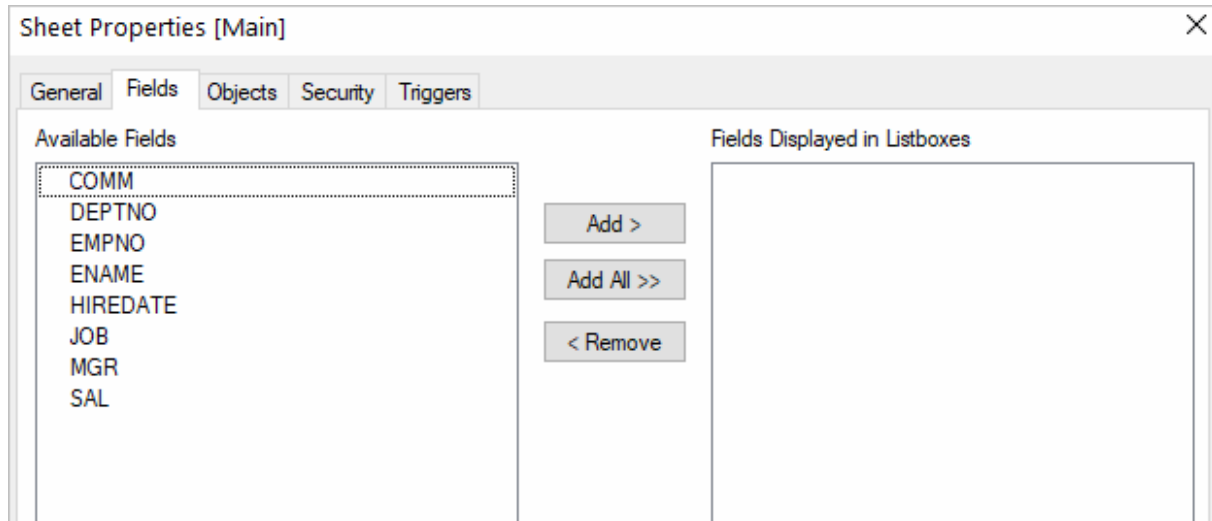 Sheet Properties [Main]
General Fields Objects Security Triggers
Available Fields
Fields Displayed in Listboxes
COMM
DEPTNO
EMPNO
ENAME
HIREDATE
JOB
MGR
SAL
Add >
Add All >>
< Remove